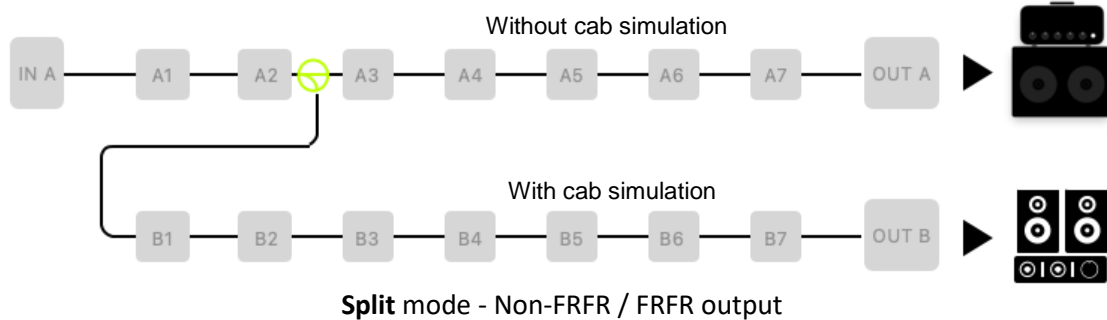 Without cab simulation
IN A A1 A2 A3 A4 A5 A6 A7 OUT A
With cab simulation
B1 B2 B3 B4 B5 B6 B7 OUT B
Split mode - Non-FRFR / FRFR output